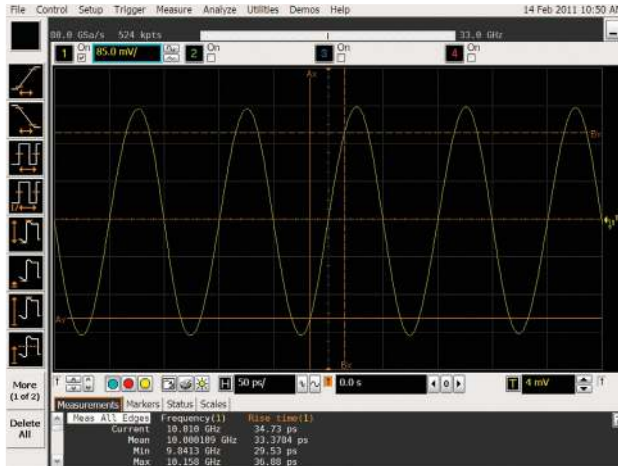 File Control Setup Trigger Measure Analyze Utilities Demos Help 14 Feb 2011 10:50 AM
80.0 GSa/s 524 kpts 33.0 GHz
1 On 85.0 mV/ 2 On 3 On 4 On
Ax
By
Ay
Bx
H 50 ps/ 0.0 s 0 T 4 mV
More
(1 of 2)
Delete
All
Measurements Markers Status Scales
Meas All Edges Frequency(1) Rise time(1)
Current 10.010 GHz 34.73 ps
Mean 10.000109 GHz 33.3784 ps
Min 9.8413 GHz 29.53 ps
Max 10.158 GHz 36.08 ps